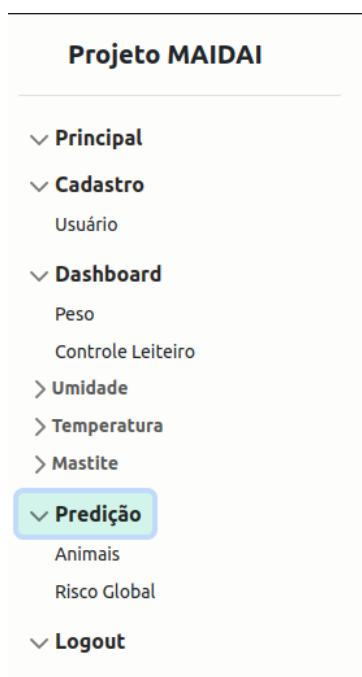 Projeto MAIDAI
Principal
Cadastro
Usuário
Dashboard
Peso
Controle Leiteiro
Umidade
Temperatura
Mastite
Predição
Animais
Risco Global
Logout